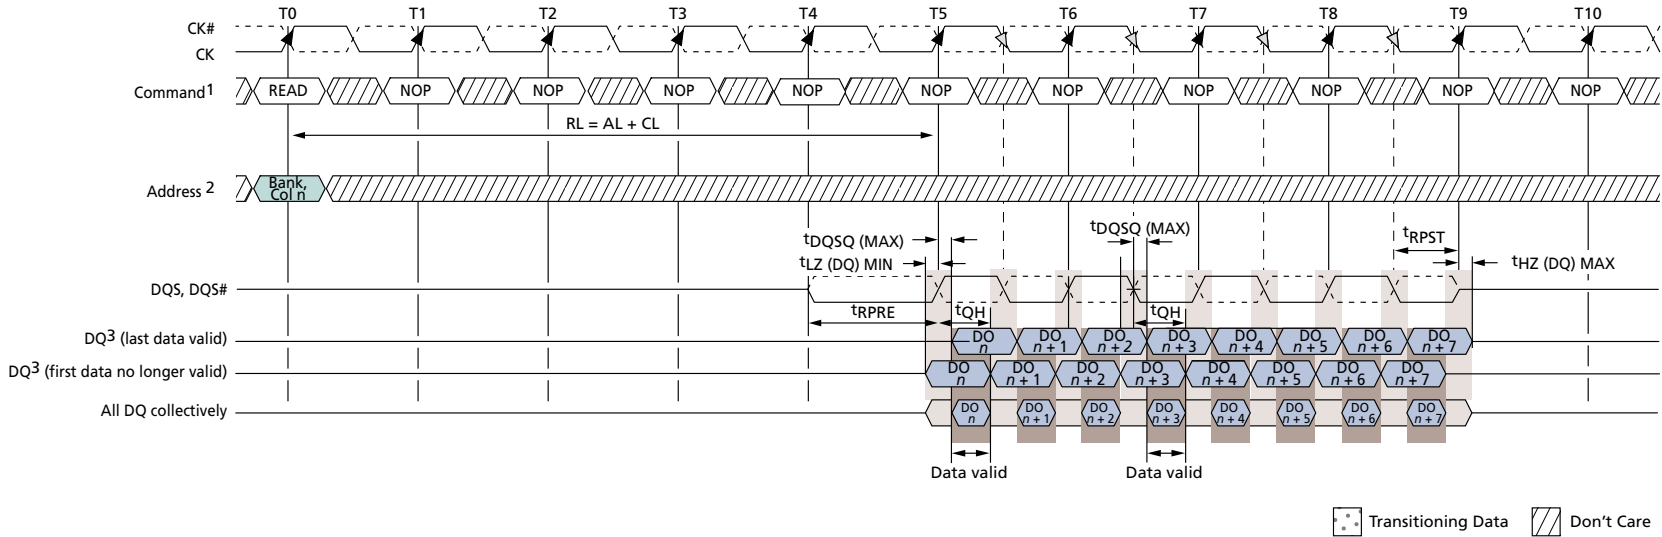 T0 T1 T2 T3 T4 T5 T6 T7 T8 T9 T10
CK#
CK
Command1 READ NOP NOP NOP NOP NOP NOP NOP NOP NOP NOP
RL = AL + CL
Address 2 Bank,
Col n
tDQSQ (MAX) tDQSQ (MAX) tRPST
tLZ (DQ) MIN tHZ (DQ) MAX
DQS, DQS#
tRPRE tQH tQH
DQ3 (last data valid) DO DO DO DO DO DO DO DO
n n + 1 n + 2 n + 3 n + 4 n + 5 n + 6 n + 7
DQ3 (first data no longer valid) DO DO DO DO DO DO DO DO
n n + 1 n + 2 n + 3 n + 4 n + 5 n + 6 n + 7
All DQ collectively DO DO DO DO DO DO DO DO
n n + 1 n + 2 n + 3 n + 4 n + 5 n + 6 n + 7
Data valid Data valid
Transitioning Data Don't Care